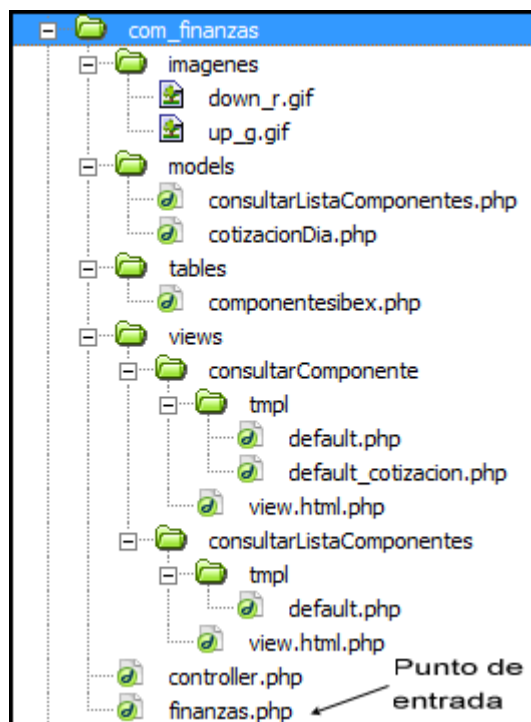 com_finanzas
imagenes
down_r.gif
up_g.gif
models
consultarListaComponentes.php
cotizacionDia.php
tables
componentesibex.php
views
consultarComponente
tmpl
default.php
default_cotizacion.php
view.html.php
consultarListaComponentes
tmpl
default.php
view.html.php
controller.php
finanzas.php
Punto de
entrada